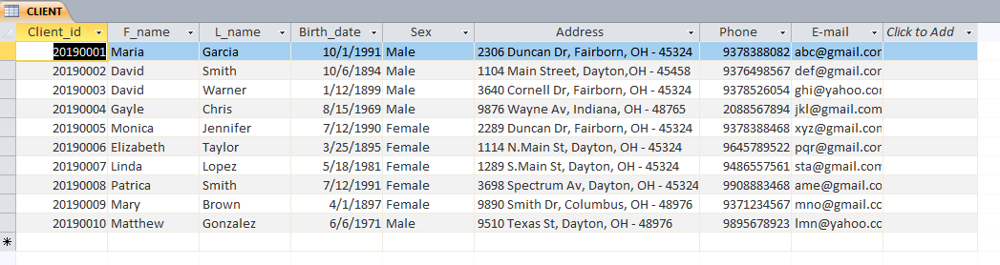 CLIENT
Client_id F_name L_name Birth_date Sex Address Phone E-mail Click to Add
20190001 Maria Garcia 10/1/1991 Male 2306 Duncan Dr, Fairborn, OH - 45324 9378388082 abc@gmail.cor
20190002 David Smith 10/6/1894 Male 1104 Main Street, Dayton,OH - 45458 9376498567 def@gmail.con
20190003 David Warner 1/12/1899 Male 3640 Cornell Dr, Fairborn, OH - 45324 9378526054 ghi@yahoo.co
20190004 Gayle Chris 8/15/1969 Male 9876 Wayne Av, Indiana, OH - 48765 2088567894 jkl@gmail.con
20190005 Monica Jennifer 7/12/1990 Female 2289 Duncan Dr, Fairborn, OH - 45324 9378388468 xyz@gmail.cor
20190006 Elizabeth Taylor 3/25/1895 Female 1114 N.Main St, Dayton, OH - 45324 9645789522 pqr@gmail.cor
20190007 Linda Lopez 5/18/1981 Female 1289 S.Main St, Dayton, OH - 45324 9486557561 sta@gmail.cor
20190008 Patrica Smith 7/12/1991 Female 3698 Spectrum Av, Dayton, OH - 45324 9908883468 ame@gmail.co
20190009 Mary Brown 4/1/1897 Female 9890 Smith Dr, Columbus, OH - 48976 9371234567 mno@gmail.co
20190010 Matthew Gonzalez 6/6/1971 Male 9510 Texas St, Dayton, OH - 48976 9895678923 lmn@yahoo.co